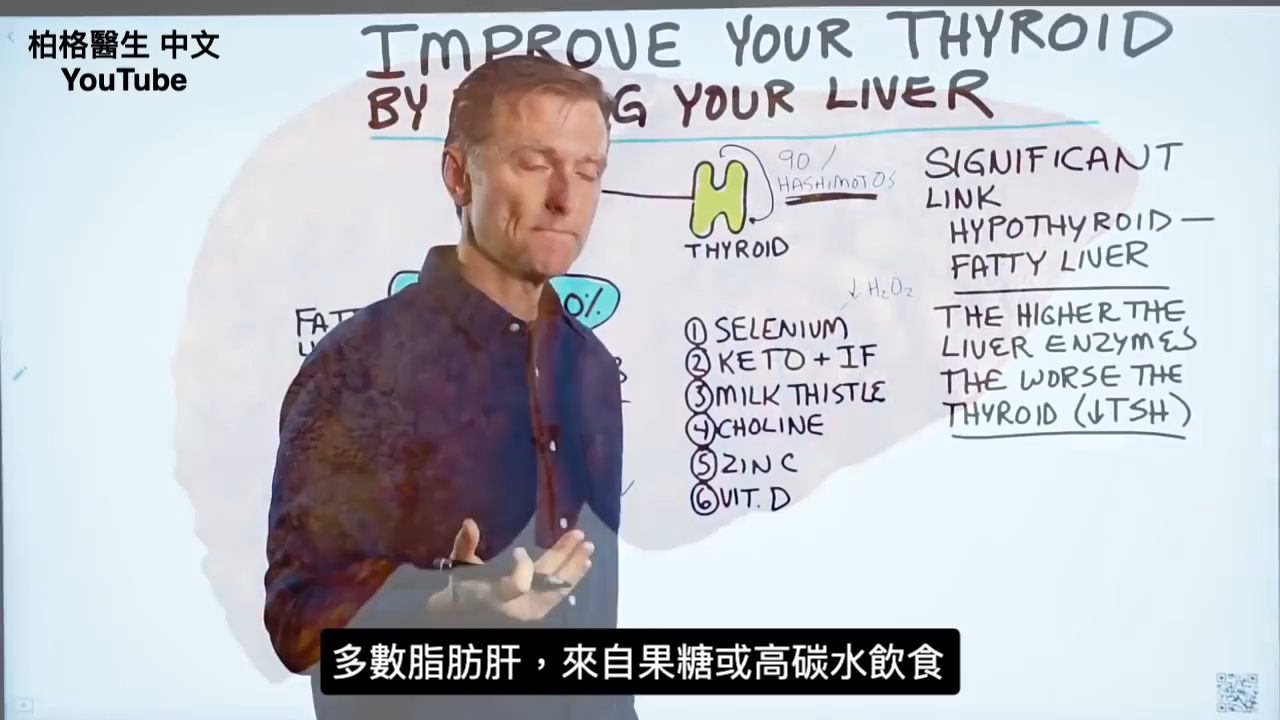 柏格醫生 中文
YouTube
IMPROVE YOUR THYROID
BY YOUR LIVER
90%
HASHIMOTOS
THYROID
0%
↓ H₂O₂
① SELENIUM
② KETO + IF
③ MILK THISTLE
④ CHOLINE
⑤ ZINC
⑥ VIT. D
SIGNIFICANT
LINK
HYPOTHYROID —
FATTY LIVER
THE HIGHER THE
LIVER ENZYMES
THE WORSE THE
THYROID (↓TSH)
多數脂肪肝，來自果糖或高碳水飲食